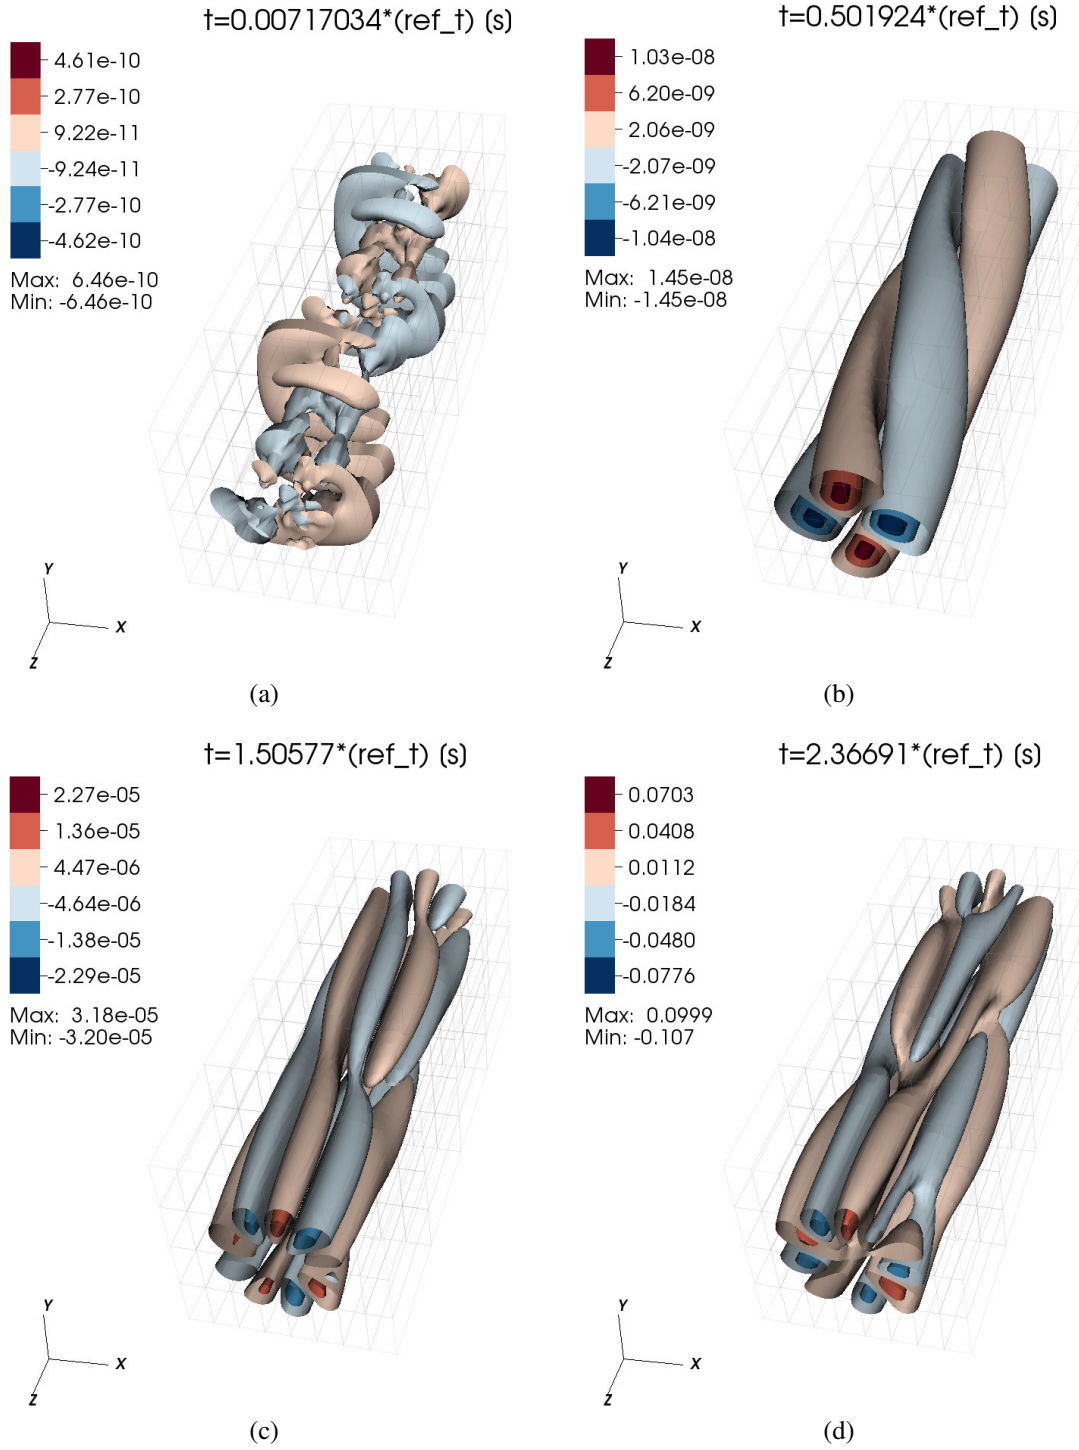 t=0.00717034*(ref_t) (s)
4.61e-10
2.77e-10
9.22e-11
-9.24e-11
-2.77e-10
-4.62e-10
Max: 6.46e-10
Min: -6.46e-10
Y
X
Z
(a)
t=0.501924*(ref_t) (s)
1.03e-08
6.20e-09
2.06e-09
-2.07e-09
-6.21e-09
-1.04e-08
Max: 1.45e-08
Min: -1.45e-08
Y
X
Z
(b)
t=1.50577*(ref_t) (s)
2.27e-05
1.36e-05
4.47e-06
-4.64e-06
-1.38e-05
-2.29e-05
Max: 3.18e-05
Min: -3.20e-05
Y
X
Z
(c)
t=2.36691*(ref_t) (s)
0.0703
0.0408
0.0112
-0.0184
-0.0480
-0.0776
Max: 0.0999
Min: -0.107
Y
X
Z
(d)